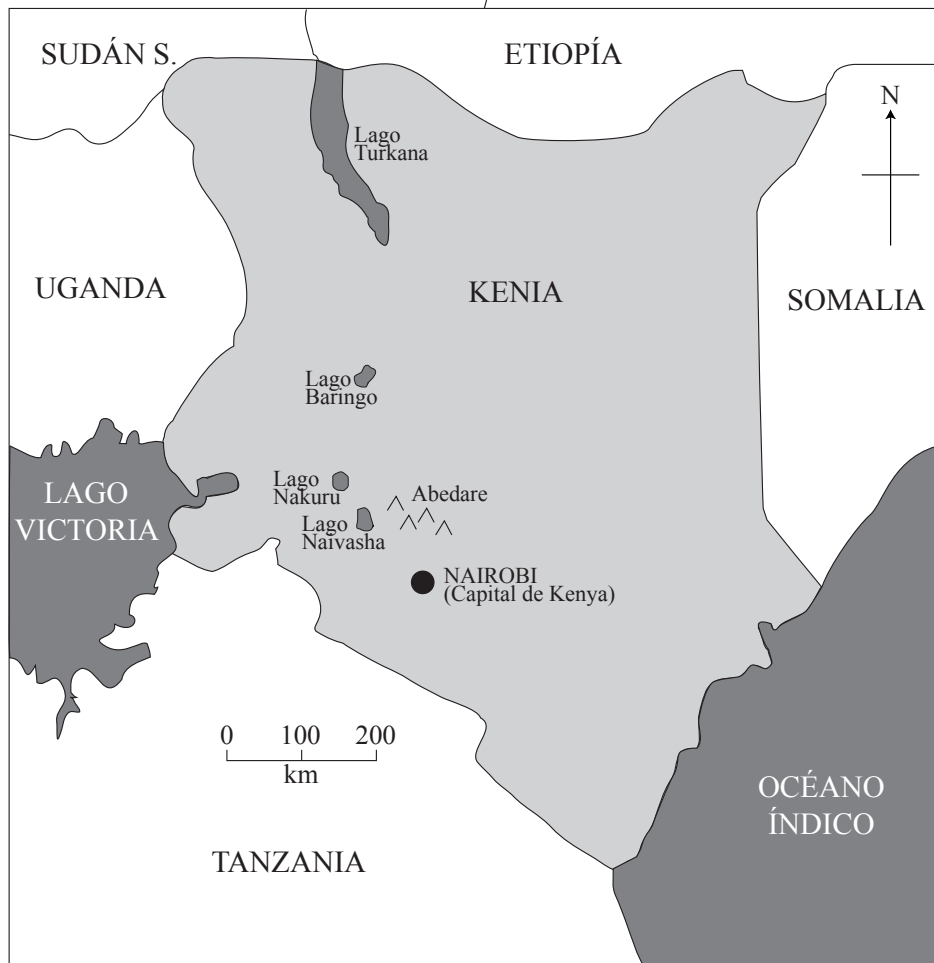 SUDÁN S.
ETIOPÍA
N
Lago
Turkana
UGANDA
KENIA
SOMALIA
Lago
Baringo
LAGO
VICTORIA
Lago
Nakuru
Abedare
Lago
Naivasha
NAIROBI
(Capital de Kenya)
0 100 200
km
OCÉANO
ÍNDICO
TANZANIA